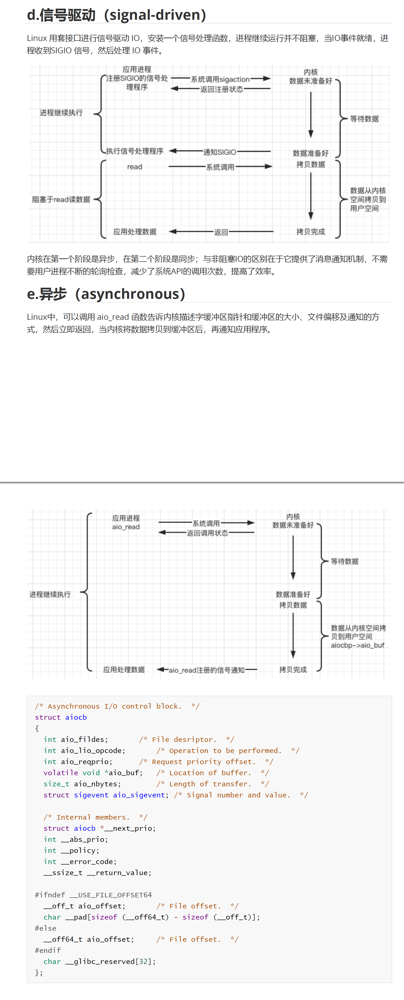 d.信号驱动（signal-driven）
Linux 用套接口进行信号驱动 IO，安装一个信号处理函数，进程继续运行并不阻塞，当IO事件就绪，进
程收到SIGIO 信号，然后处理 IO 事件。
应用进程
注册SIGIO的信号处
理程序
系统调用sigaction
返回注册状态
内核
数据未准备好
进程继续执行
等待数据
执行信号处理程序
通知SIGIO
数据准备好
read
系统调用
拷贝数据
阻塞于read读数据
数据从内核
空间拷贝到
用户空间
应用处理数据
返回
拷贝完成
内核在第一个阶段是异步，在第二个阶段是同步；与非阻塞IO的区别在于它提供了消息通知机制，不需
要用户进程不断的轮询检查，减少了系统API的调用次数，提高了效率。
e.异步（asynchronous）
Linux中，可以调用 aio_read 函数告诉内核描述字缓冲区指针和缓冲区的大小、文件偏移及通知的方
式，然后立即返回，当内核将数据拷贝到缓冲区后，再通知应用程序。
应用进程
aio_read
系统调用
返回调用状态
内核
数据未准备好
等待数据
进程继续执行
数据准备好
拷贝数据
数据从内核空间拷
贝到用户空间
aiocbp->aio_buf
应用处理数据
aio_read注册的信号通知
拷贝完成
/* Asynchronous I/O control block.  */
struct aiocb
{
  int aio_fildes;       /* File desriptor.  */
  int aio_lio_opcode;       /* Operation to be performed.  */
  int aio_reqprio;      /* Request priority offset.  */
  volatile void *aio_buf;   /* Location of buffer.  */
  size_t aio_nbytes;        /* Length of transfer.  */
  struct sigevent aio_sigevent; /* Signal number and value.  */
  /* Internal members.  */
  struct aiocb *__next_prio;
  int __abs_prio;
  int __policy;
  int __error_code;
  __ssize_t __return_value;
#ifndef __USE_FILE_OFFSET64
  __off_t aio_offset;       /* File offset.  */
  char __pad[sizeof (__off64_t) - sizeof (__off_t)];
#else
  __off64_t aio_offset;     /* File offset.  */
#endif
  char __glibc_reserved[32];
};